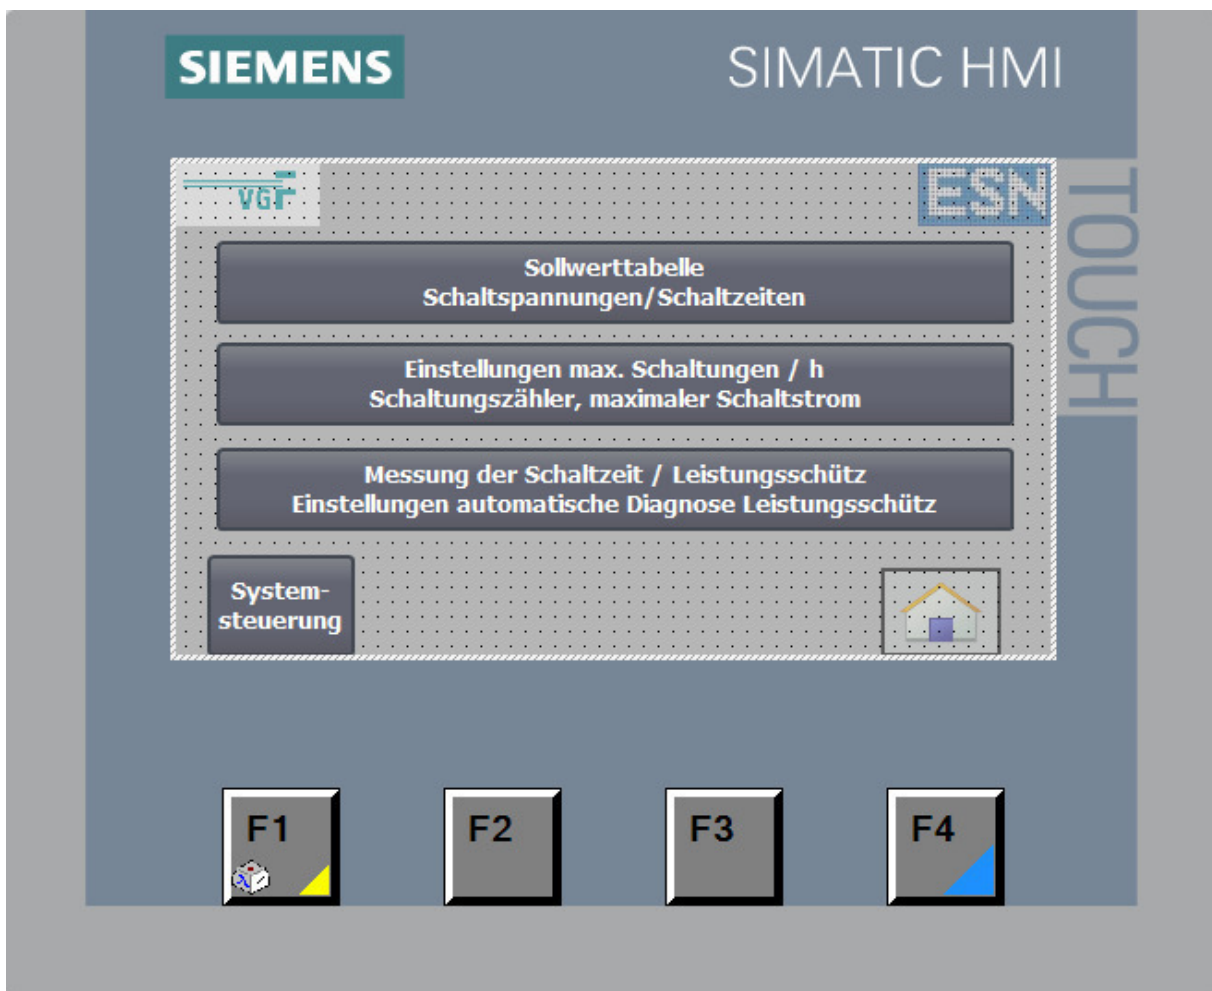 SIEMENS
SIMATIC HMI
VGF
ESN
TOUCH
Sollwerttabelle
Schaltspannungen/Schaltzeiten
Einstellungen max. Schaltungen / h
Schaltungszähler, maximaler Schaltstrom
Messung der Schaltzeit / Leistungsschütz
Einstellungen automatische Diagnose Leistungsschütz
System-
steuerung
F1
F2
F3
F4